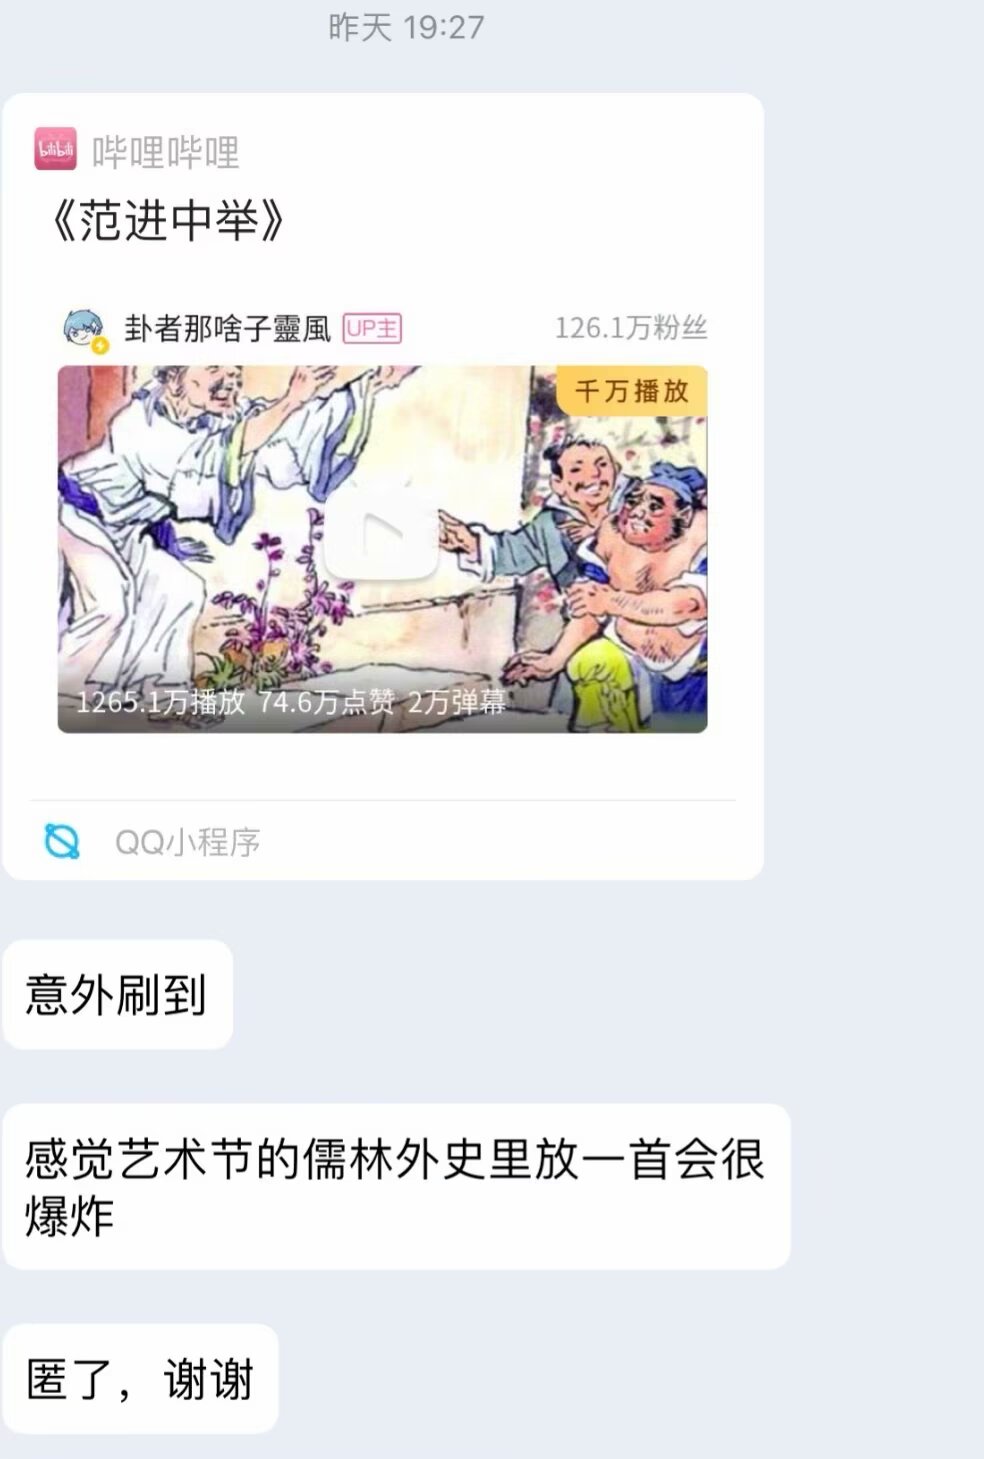 昨天 19:27
bilibili 哔哩哔哩
《范进中举》
卦者那啥子靈風 UP主 126.1万粉丝
千万播放
1265.1万播放 74.6万点赞 2万弹幕
QQ小程序
意外刷到
感觉艺术节的儒林外史里放一首会很
爆炸
匿了，谢谢